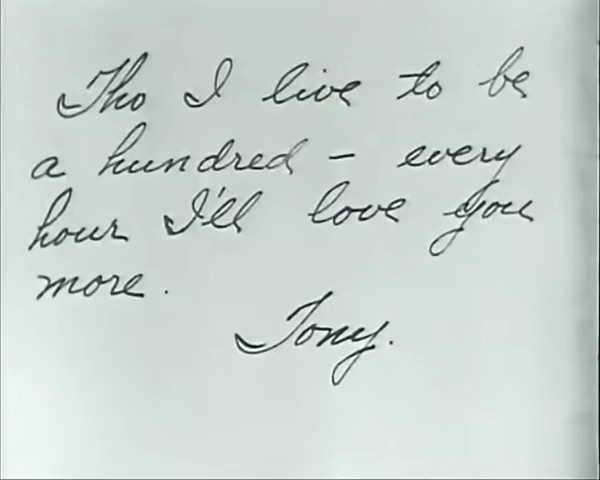 Tho I live to be
a hundred – every
hour I'll love you
more.
Tony.